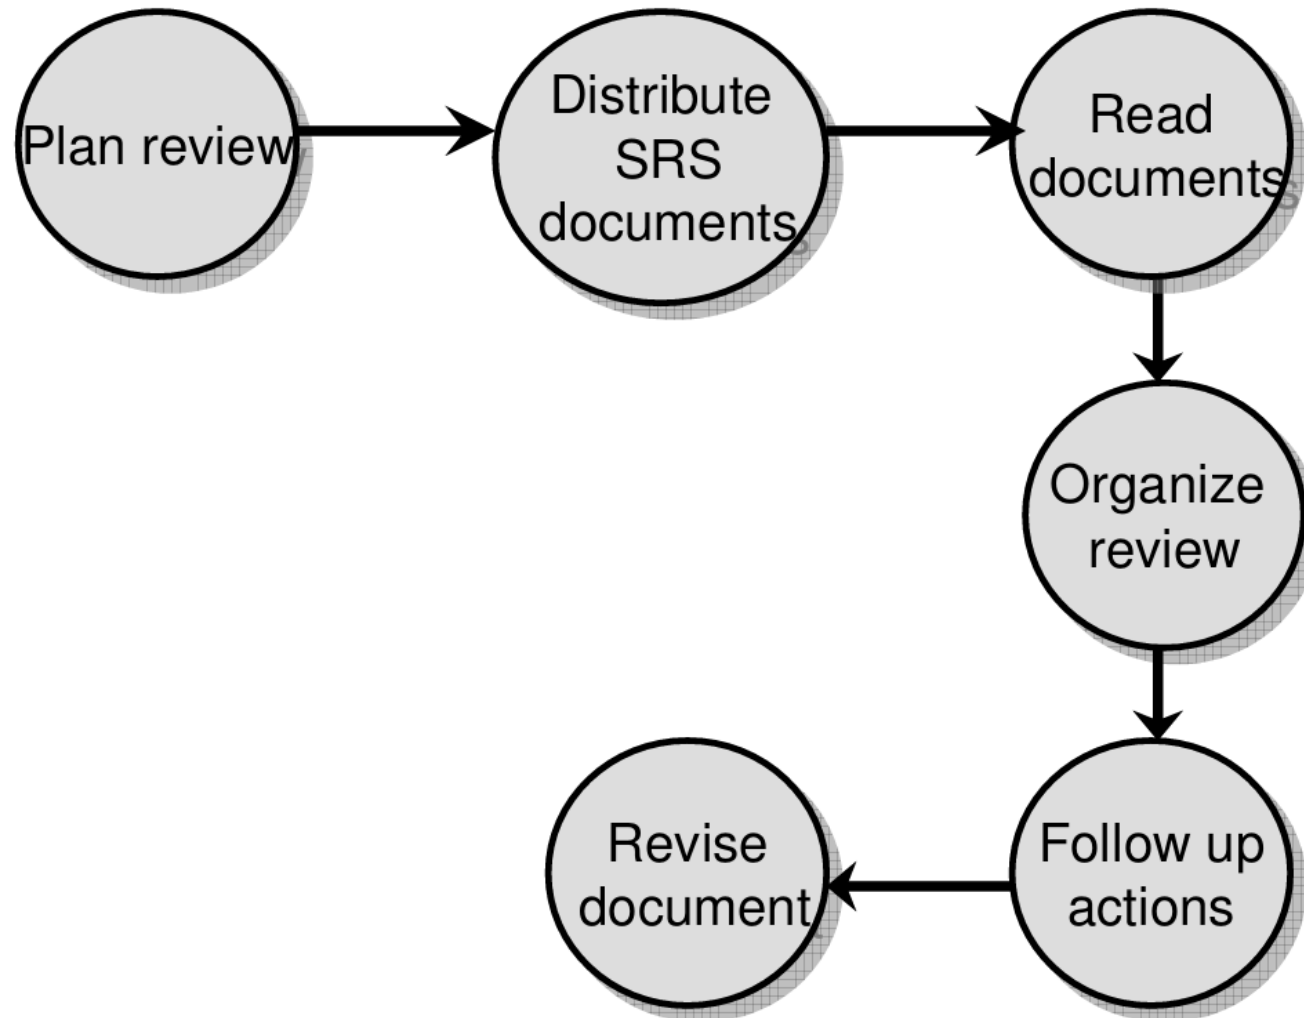 Plan review
Distribute
SRS
documents
Read
documents
Organize
review
Follow up
actions
Revise
document